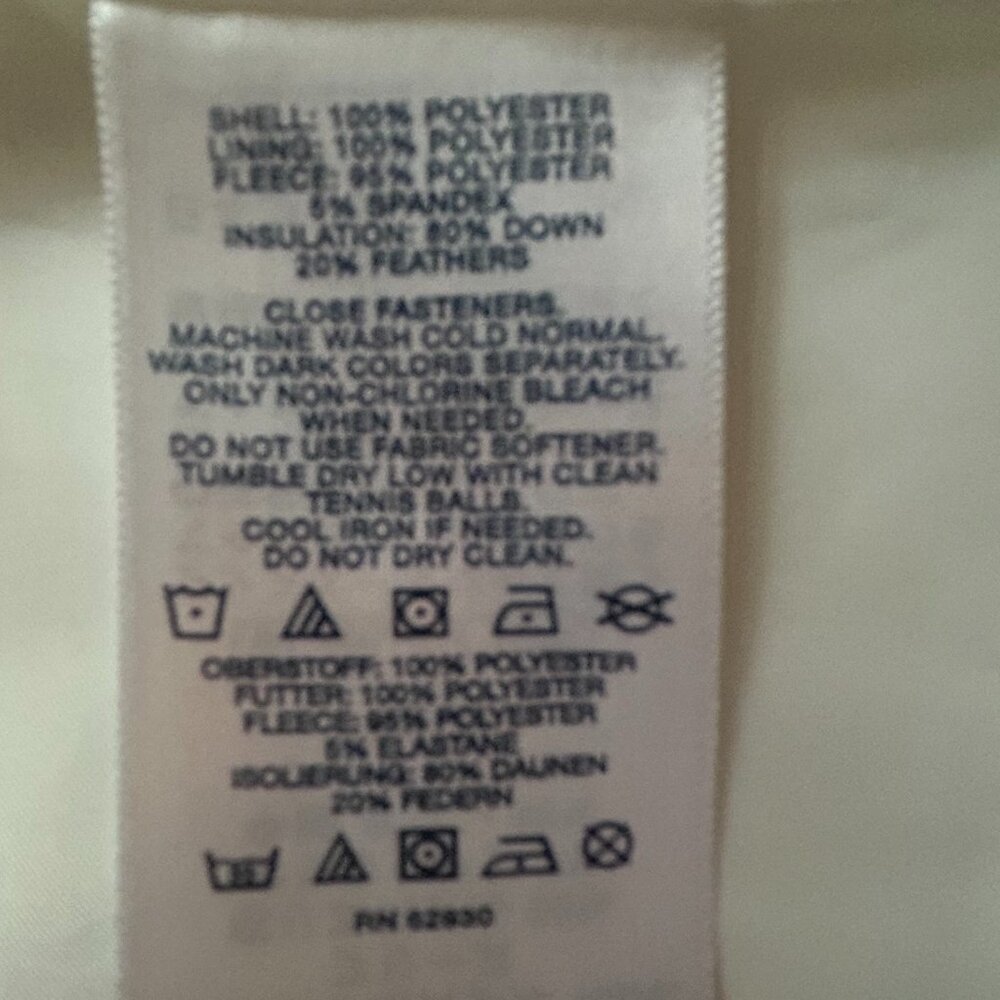 SHELL: 100% POLYESTER
LINING: 100% POLYESTER
FLEECE: 95% POLYESTER
5% SPANDEX
INSULATION: 80% DOWN
20% FEATHERS
CLOSE FASTENERS.
MACHINE WASH COLD NORMAL.
WASH DARK COLORS SEPARATELY.
ONLY NON-CHLORINE BLEACH
WHEN NEEDED.
DO NOT USE FABRIC SOFTENER.
TUMBLE DRY LOW WITH CLEAN
TENNIS BALLS.
COOL IRON IF NEEDED.
DO NOT DRY CLEAN.
OBERSTOFF: 100% POLYESTER
FUTTER: 100% POLYESTER
FLEECE: 95% POLYESTER
5% ELASTANE
ISOLIERUNG: 80% DAUNEN
20% FEDERN
RN 62930